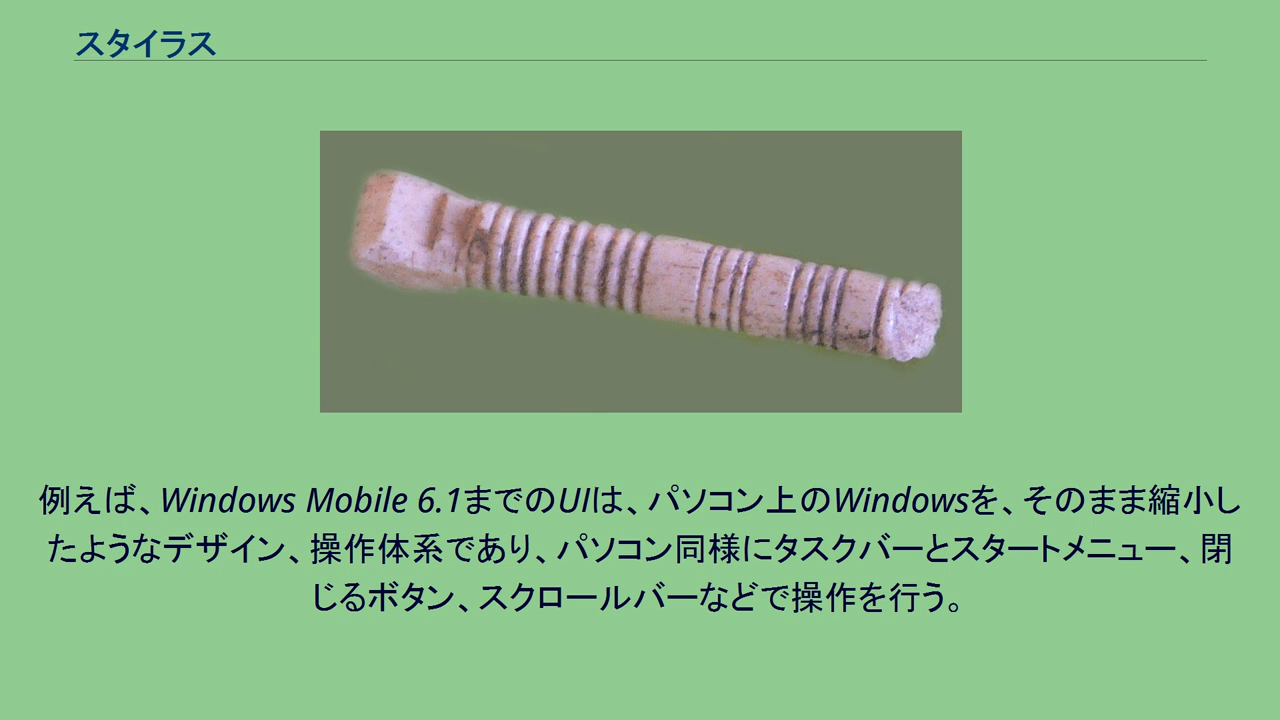 スタイラス
例えば、Windows Mobile 6.1までのUIは、パソコン上のWindowsを、そのまま縮小し
たようなデザイン、操作体系であり、パソコン同様にタスクバーとスタートメニュー、閉
じるボタン、スクロールバーなどで操作を行う。